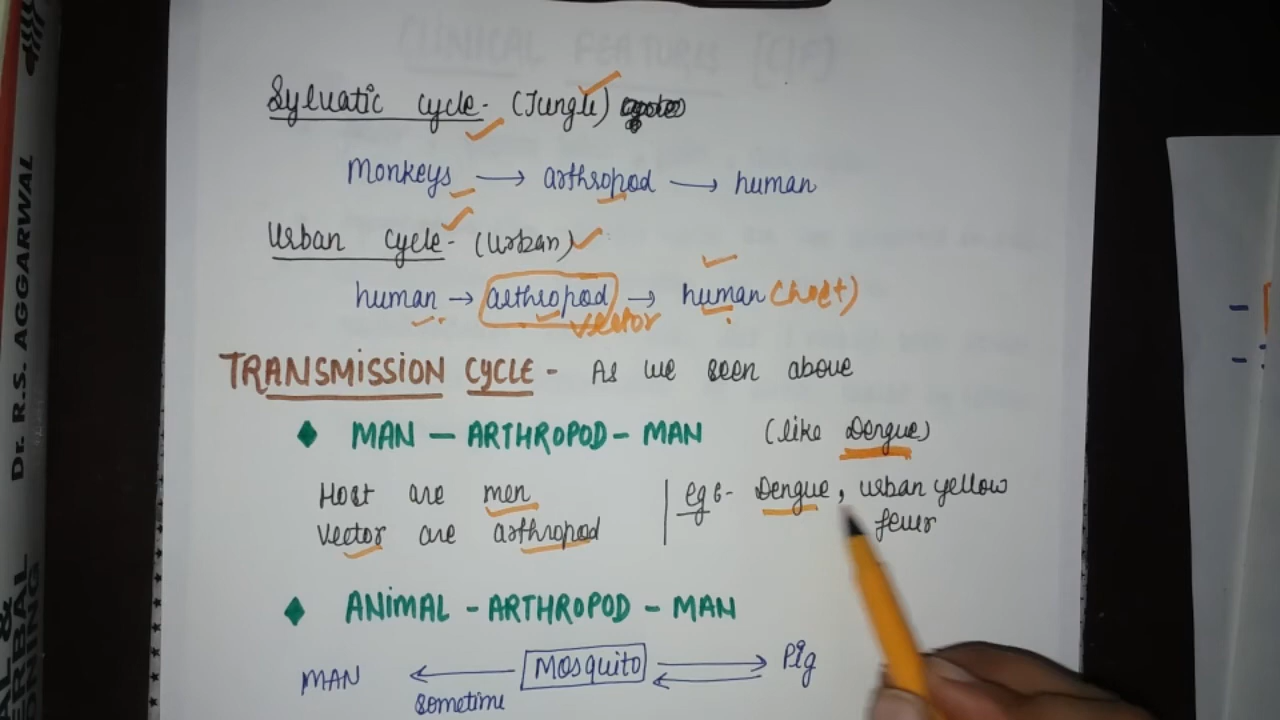 Sylvatic cycle - (Jungle)
Monkeys → arthropod → human
Urban cycle - (Urban)
human → arthropod → human (host)
vector
TRANSMISSION CYCLE - As we seen above
◆ MAN - ARTHROPOD - MAN (like Dengue)
Host are men | eg:- Dengue, urban yellow
Vector are arthropod fever
◆ ANIMAL - ARTHROPOD - MAN
MAN ← Mosquito ⇌ Pig
sometime
Dr. R.S. AGGARWAL
CLINICAL FEATURES (C/F)